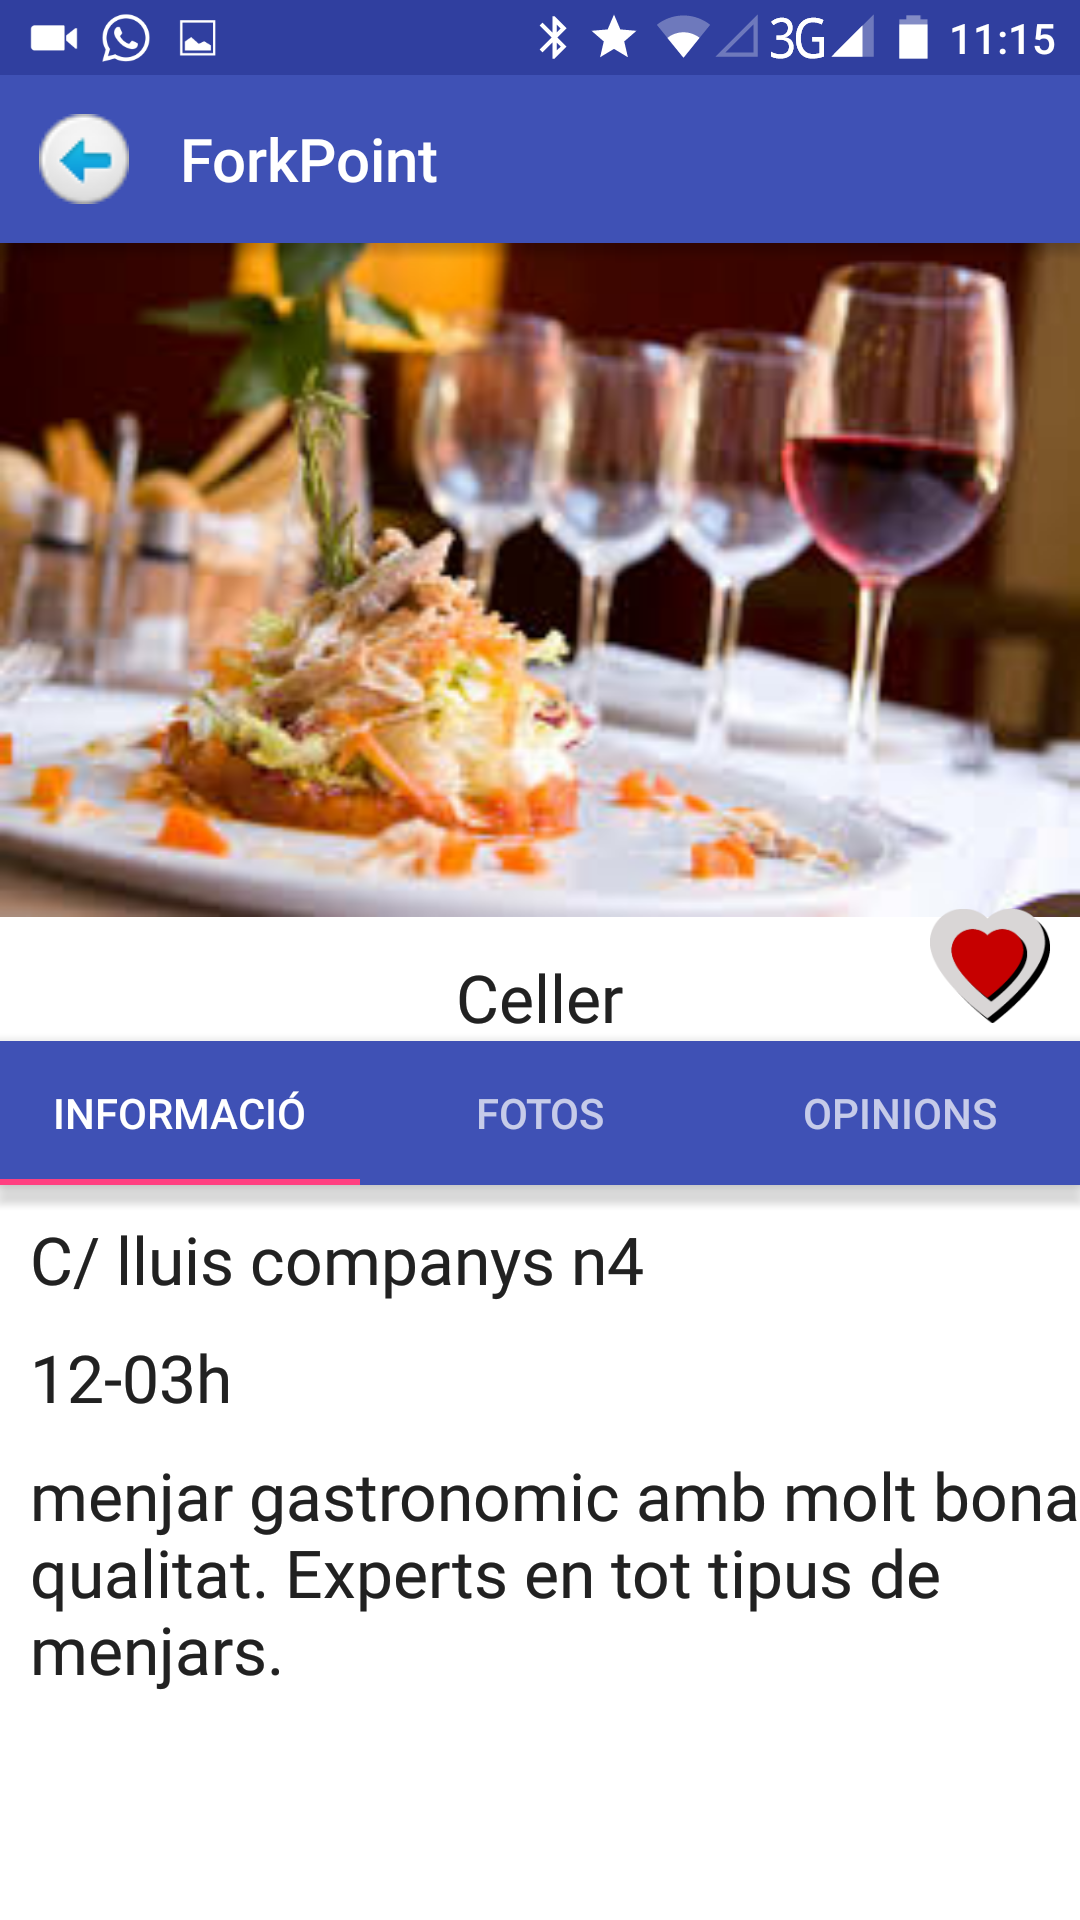 3G 11:15
ForkPoint
Celler
INFORMACIÓ FOTOS OPINIONS
C/ lluis companys n4
12-03h
menjar gastronomic amb molt bona
qualitat. Experts en tot tipus de
menjars.